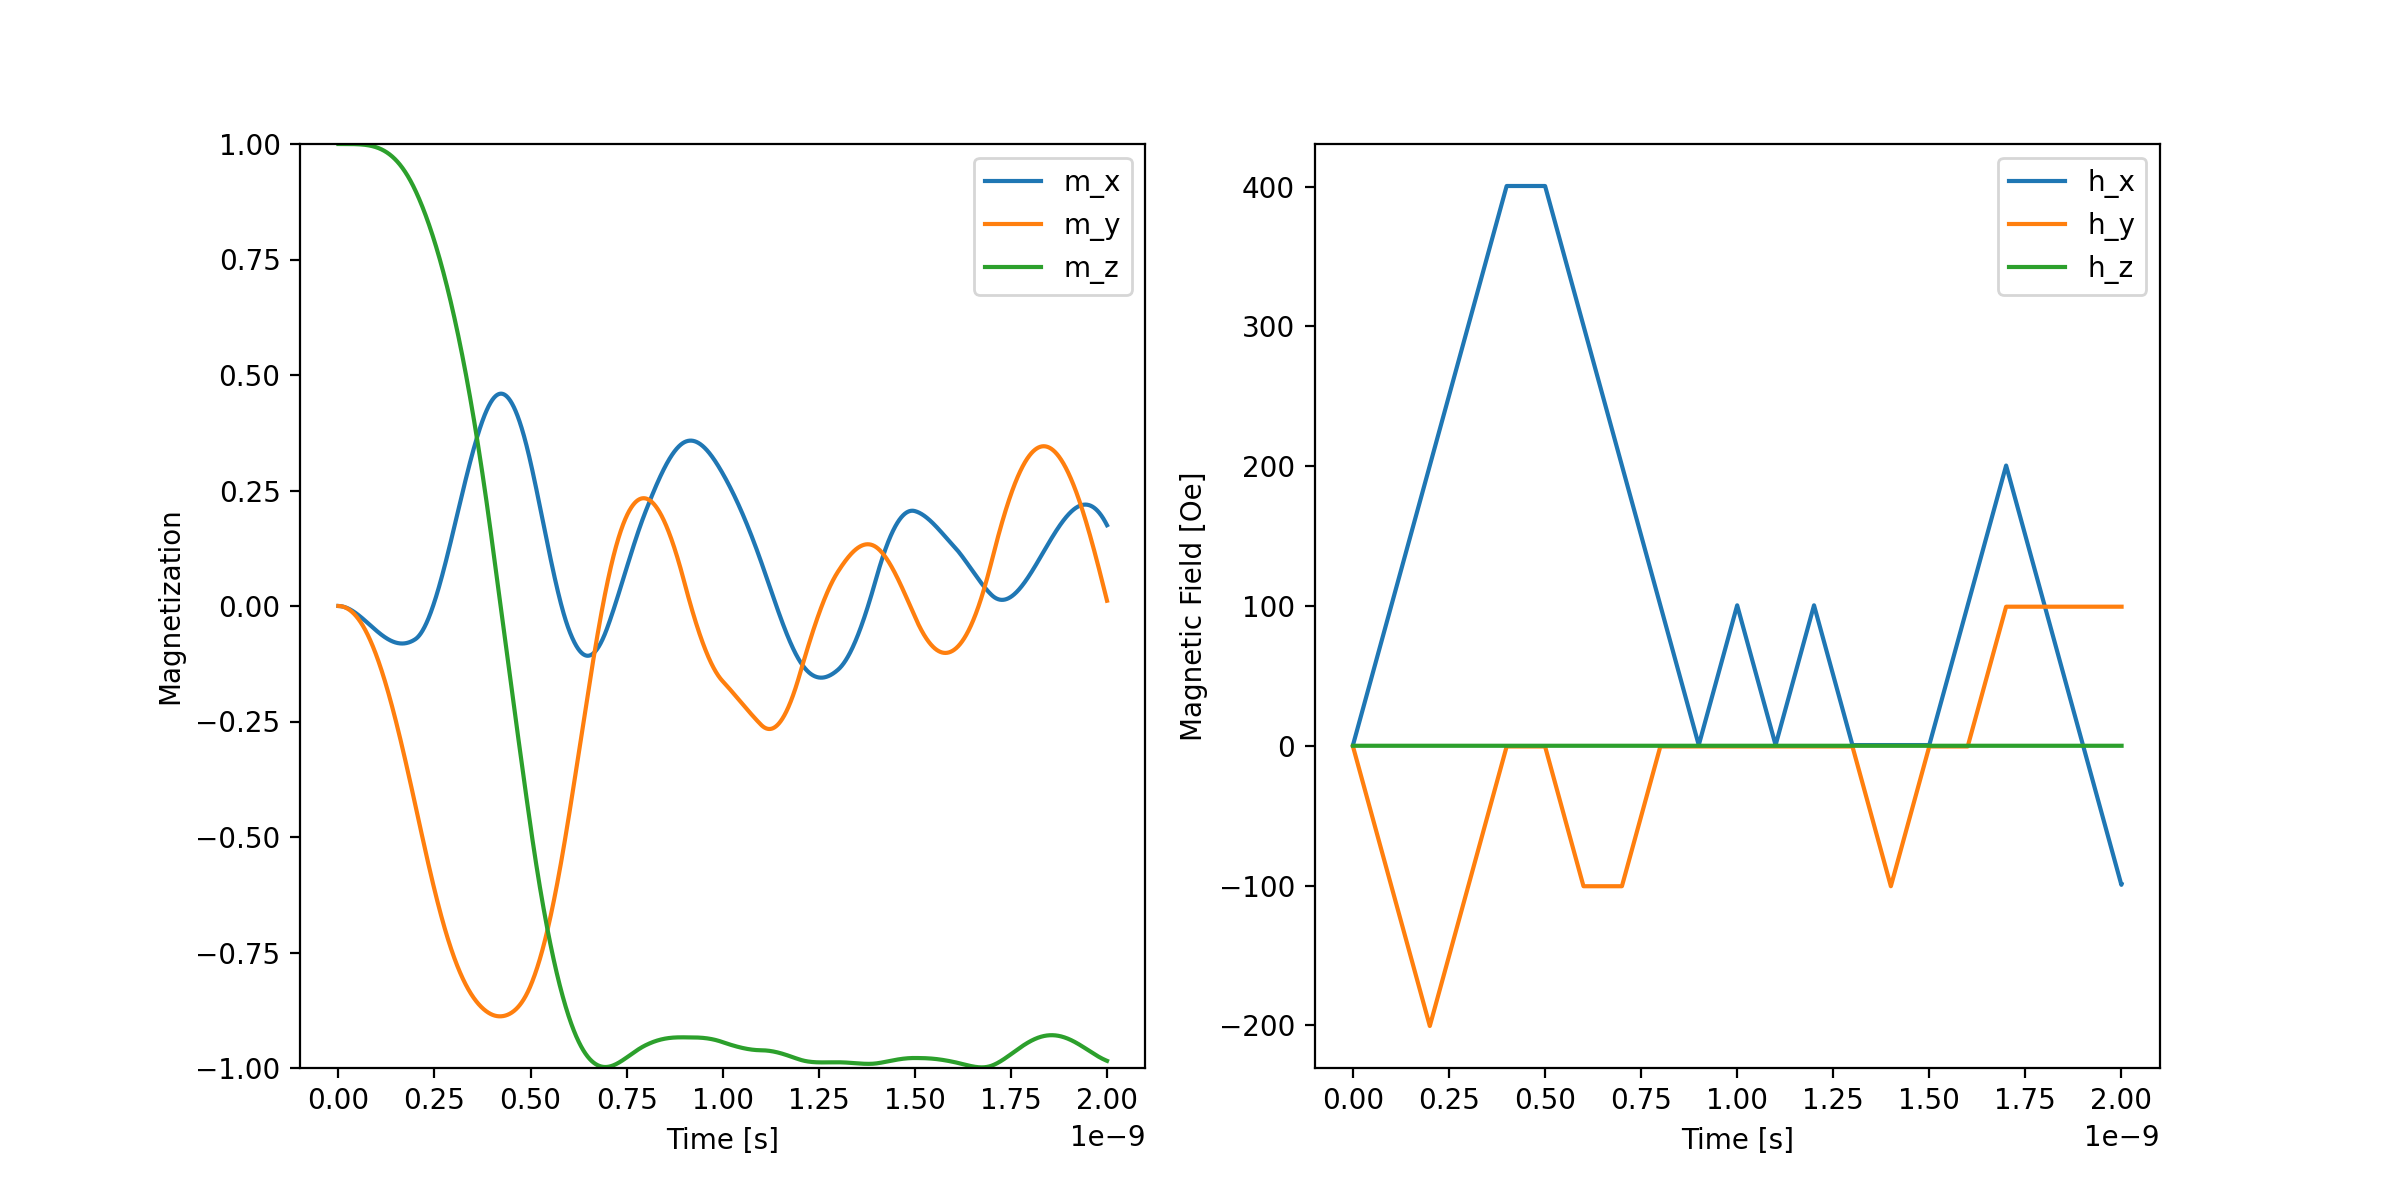 1.00
0.75
0.50
0.25
0.00
−0.25
−0.50
−0.75
−1.00
Magnetization
m_x
m_y
m_z
0.00 0.25 0.50 0.75 1.00 1.25 1.50 1.75 2.00
Time [s]
1e−9
400
300
200
100
0
−100
−200
Magnetic Field [Oe]
h_x
h_y
h_z
0.00 0.25 0.50 0.75 1.00 1.25 1.50 1.75 2.00
Time [s]
1e−9